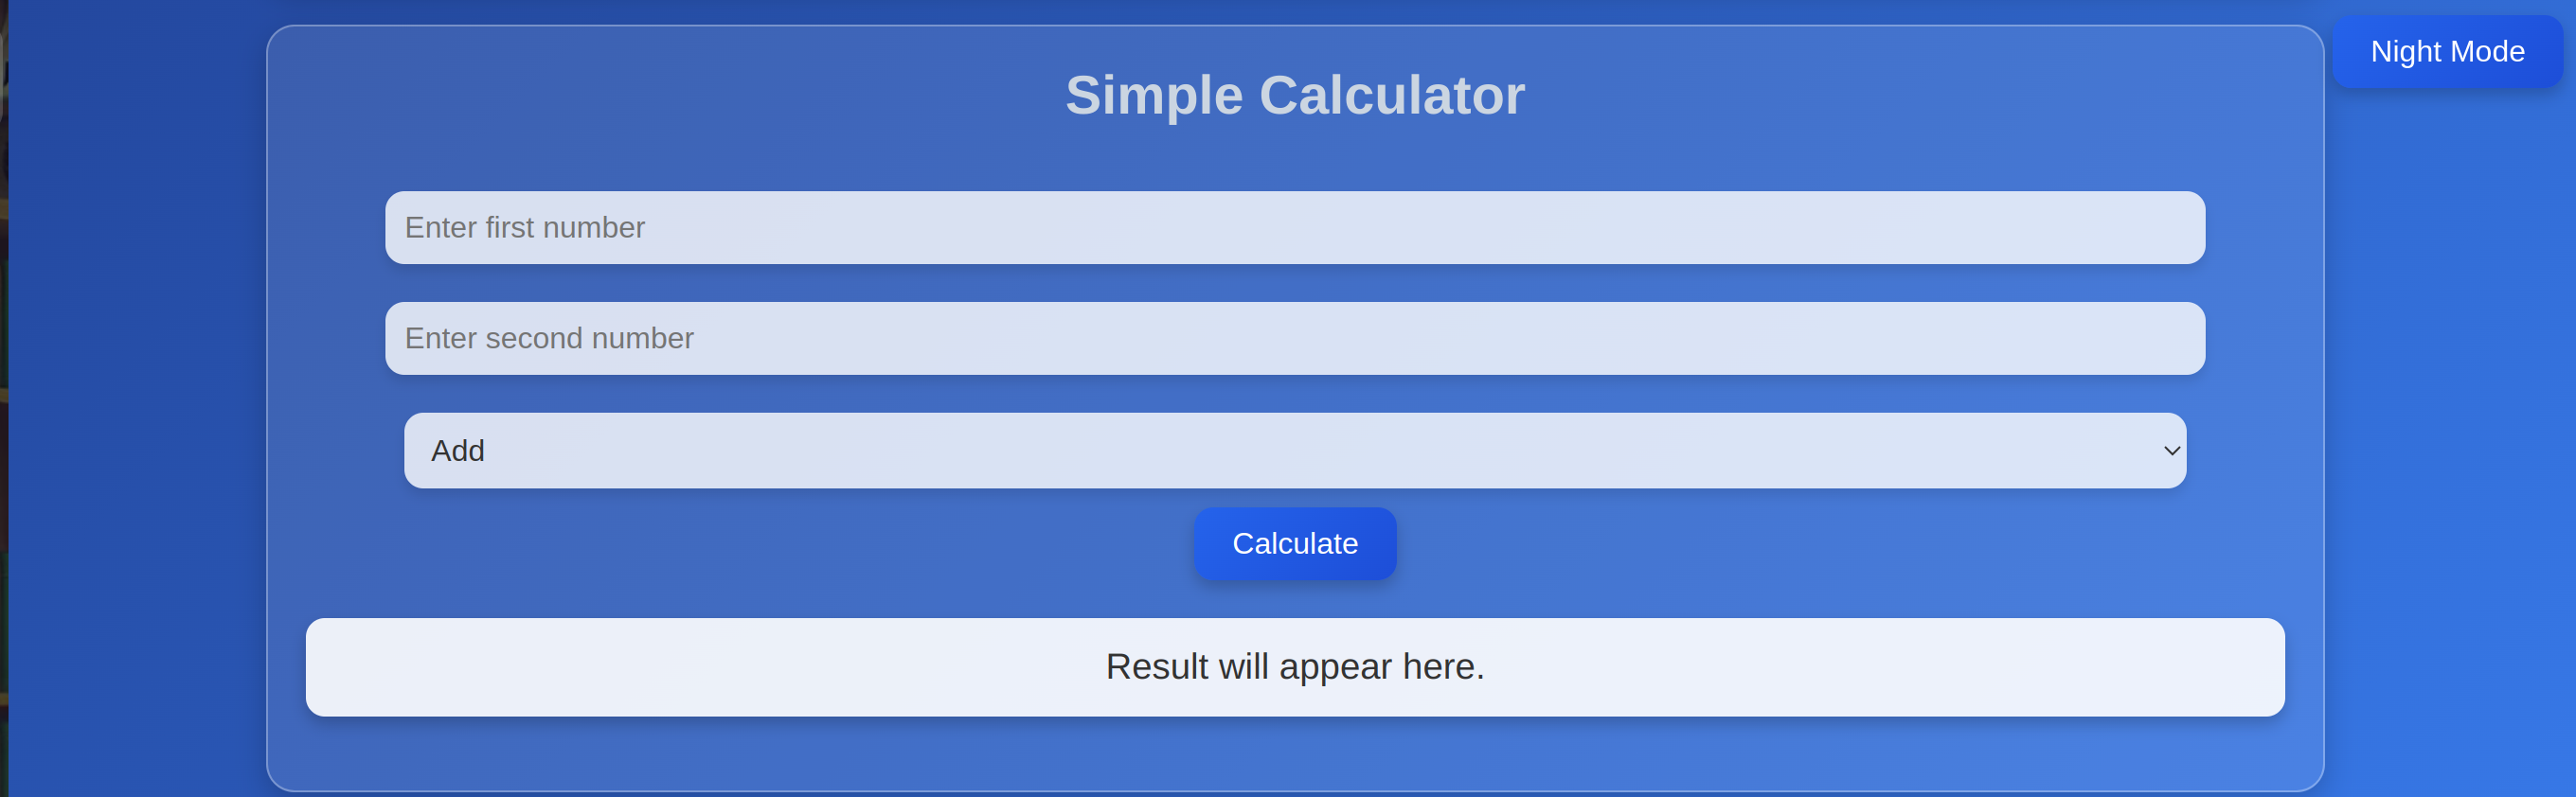 Night Mode
Simple Calculator
Enter first number
Enter second number
Add
Calculate
Result will appear here.